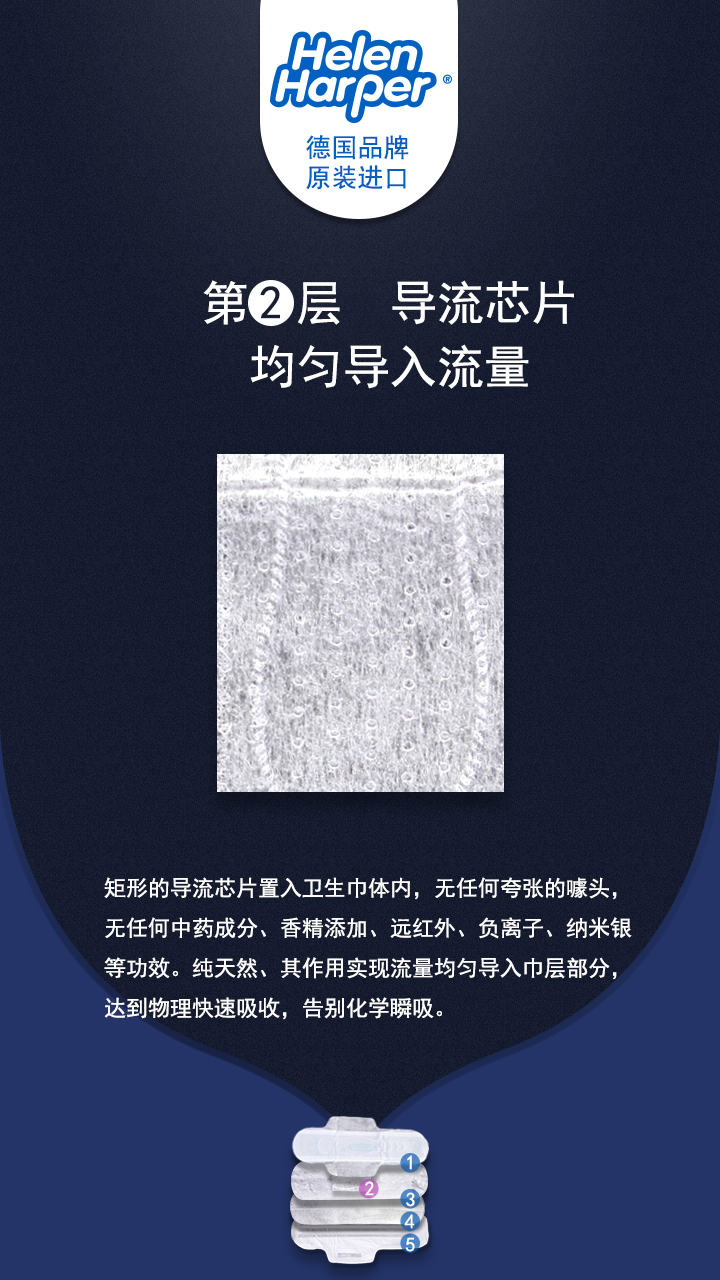 Helen
Harper®
德国品牌
原装进口
第2层 导流芯片
均匀导入流量
矩形的导流芯片置入卫生巾体内，无任何夸张的噱头，
无任何中药成分、香精添加、远红外、负离子、纳米银
等功效。纯天然、其作用实现流量均匀导入巾层部分，
达到物理快速吸收，告别化学瞬吸。
1
2
3
4
5